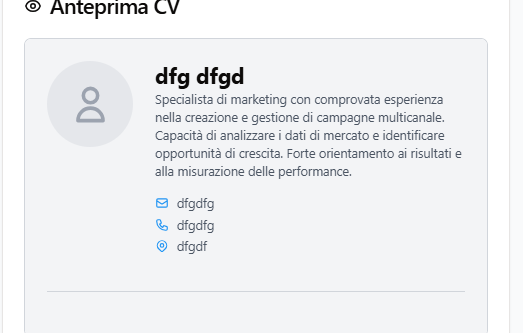 Anteprima CV
dfg dfgd
Specialista di marketing con comprovata esperienza
nella creazione e gestione di campagne multicanale.
Capacità di analizzare i dati di mercato e identificare
opportunità di crescita. Forte orientamento ai risultati e
alla misurazione delle performance.
dfgdfg
dfgdfg
dfgdf